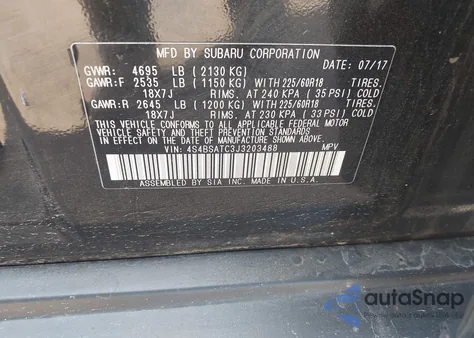 MFD BY SUBARU CORPORATION
GVWR: 4695 LB (2130 KG) DATE: 07/17
GAWR:F 2535 LB (1150 KG) WITH 225/60R18 TIRES.
18X7J RIMS. AT 240 KPA ( 35 PSI) COLD.
GAWR:R 2645 LB (1200 KG) WITH 225/60R18 TIRES.
18X7J RIMS. AT 230 KPA ( 33 PSI) COLD.
THIS VEHICLE CONFORMS TO ALL APPLICABLE
FEDERAL MOTOR VEHICLE SAFETY
STANDARDS IN EFFECT ON THE DATE OF
MANUFACTURE SHOWN ABOVE.
VIN: 4S4BSATC3J3203488 MPV
ASSEMBLED BY SIA INC. MADE IN U.S.A.
autoSnap